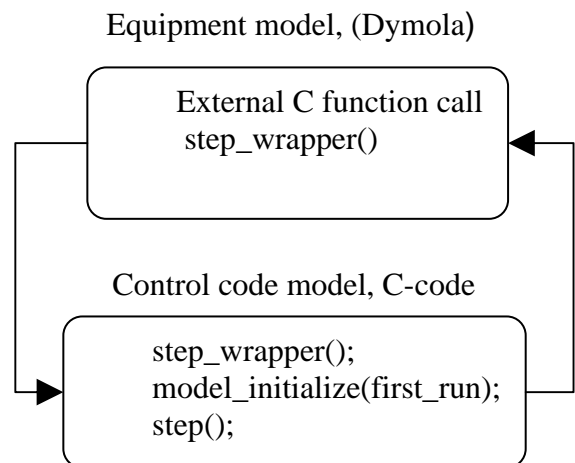 Equipment model, (Dymola)
External C function call
step_wrapper()
Control code model, C-code
step_wrapper();
model_initialize(first_run);
step();